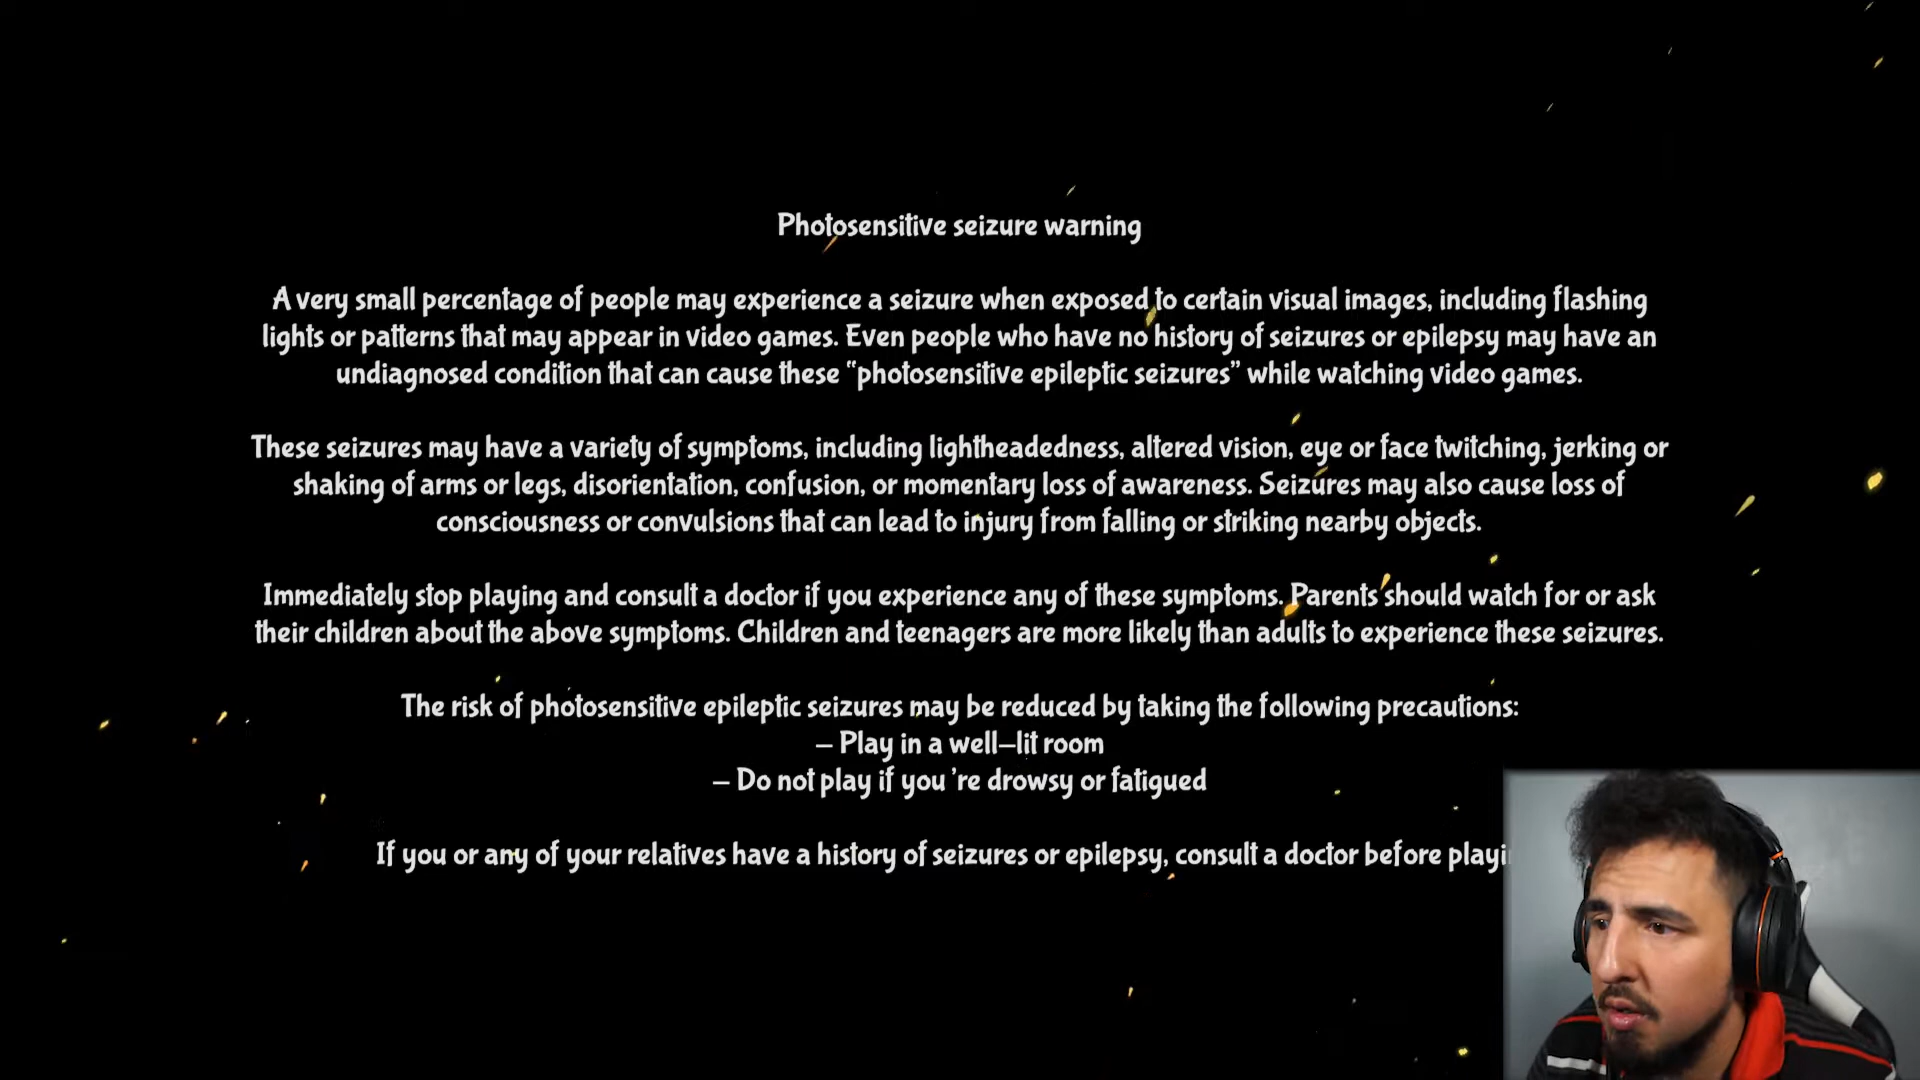 Photosensitive seizure warning
A very small percentage of people may experience a seizure when exposed to certain visual images, including flashing
lights or patterns that may appear in video games. Even people who have no history of seizures or epilepsy may have an
undiagnosed condition that can cause these “photosensitive epileptic seizures” while watching video games.
These seizures may have a variety of symptoms, including lightheadedness, altered vision, eye or face twitching, jerking or
shaking of arms or legs, disorientation, confusion, or momentary loss of awareness. Seizures may also cause loss of
consciousness or convulsions that can lead to injury from falling or striking nearby objects.
Immediately stop playing and consult a doctor if you experience any of these symptoms. Parents should watch for or ask
their children about the above symptoms. Children and teenagers are more likely than adults to experience these seizures.
The risk of photosensitive epileptic seizures may be reduced by taking the following precautions:
– Play in a well–lit room
– Do not play if you ’re drowsy or fatigued
If you or any of your relatives have a history of seizures or epilepsy, consult a doctor before